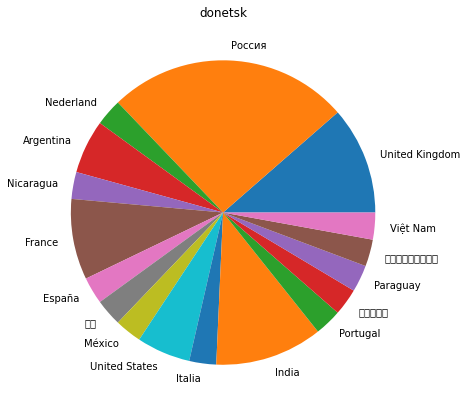 donetsk
Россия
Nederland
United Kingdom
Argentina
Nicaragua
Việt Nam
France
Paraguay
España
México
Portugal
United States
Italia
India